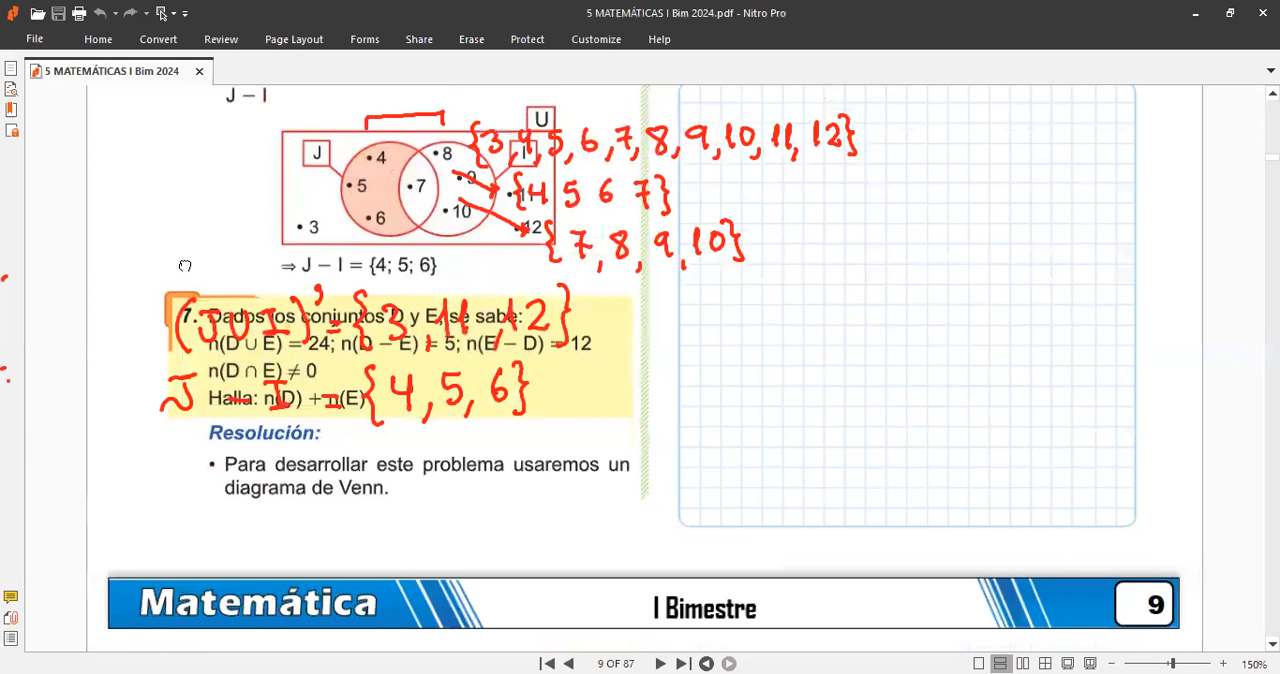 5 MATEMÁTICAS I Bim 2024.pdf - Nitro Pro
File Home Convert Review Page Layout Forms Share Erase Protect Customize Help
5 MATEMÁTICAS I Bim 2024
J – I
U
{3,4,5,6,7,8,9,10,11,12}
J •4 •8 I
•5 •7 •9 •11
{4 5 6 7}
•6 •10
•3 •12
{7,8,9,10}
⇒ J – I = {4; 5; 6}
(J U I)' = {3,11,12}
7. Dados los conjuntos D y E, se sabe:
n(D ∪ E) = 24; n(D – E) = 5; n(E – D) = 12
n(D ∩ E) ≠ 0
J - I = {4,5,6}
Halla: n(D) + n(E)
Resolución:
• Para desarrollar este problema usaremos un
diagrama de Venn.
Matemática I Bimestre 9
9 OF 87 150%